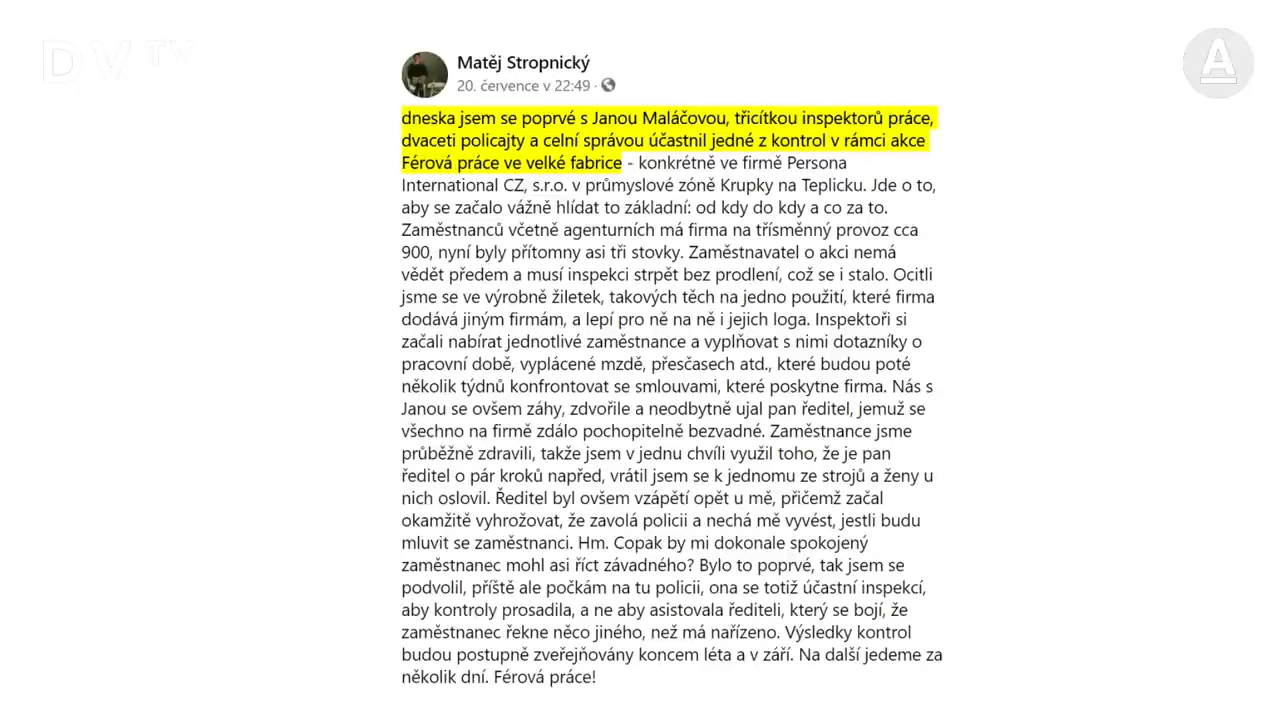 DVTV
A
Matěj Stropnický
20. července v 22:49 ·
dneska jsem se poprvé s Janou Maláčovou, třicítkou inspektorů práce,
dvaceti policajty a celní správou účastnil jedné z kontrol v rámci akce
Férová práce ve velké fabrice - konkrétně ve firmě Persona
International CZ, s.r.o. v průmyslové zóně Krupky na Teplicku. Jde o to,
aby se začalo vážně hlídat to základní: od kdy do kdy a co za to.
Zaměstnanců včetně agenturních má firma na třísměnný provoz cca
900, nyní byly přítomny asi tři stovky. Zaměstnavatel o akci nemá
vědět předem a musí inspekci strpět bez prodlení, což se i stalo. Ocitli
jsme se ve výrobně žiletek, takových těch na jedno použití, které firma
dodává jiným firmám, a lepí pro ně na ně i jejich loga. Inspektoři si
začali nabírat jednotlivé zaměstnance a vyplňovat s nimi dotazníky o
pracovní době, vyplácené mzdě, přesčasech atd., které budou poté
několik týdnů konfrontovat se smlouvami, které poskytne firma. Nás s
Janou se ovšem záhy, zdvořile a neodbytně ujal pan ředitel, jemuž se
všechno na firmě zdálo pochopitelně bezvadné. Zaměstnance jsme
průběžně zdravili, takže jsem v jednu chvíli využil toho, že je pan
ředitel o pár kroků napřed, vrátil jsem se k jednomu ze strojů a ženy u
nich oslovil. Ředitel byl ovšem vzápětí opět u mě, přičemž začal
okamžitě vyhrožovat, že zavolá policii a nechá mě vyvést, jestli budu
mluvit se zaměstnanci. Hm. Copak by mi dokonale spokojený
zaměstnanec mohl asi říct závadného? Bylo to poprvé, tak jsem se
podvolil, příště ale počkám na tu policii, ona se totiž účastní inspekcí,
aby kontroly prosadila, a ne aby asistovala řediteli, který se bojí, že
zaměstnanec řekne něco jiného, než má nařízeno. Výsledky kontrol
budou postupně zveřejňovány koncem léta a v září. Na další jedeme za
několik dní. Férová práce!